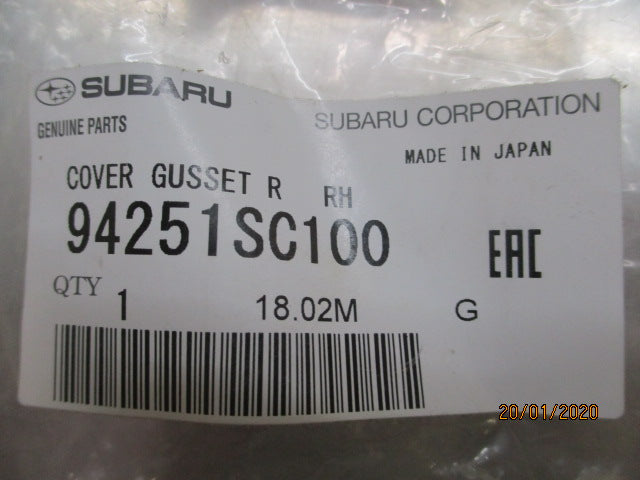 SUBARU
GENUINE PARTS
SUBARU CORPORATION
MADE IN JAPAN
COVER GUSSET R RH
94251SC100
EAC
QTY 1 18.02M G
20/01/2020